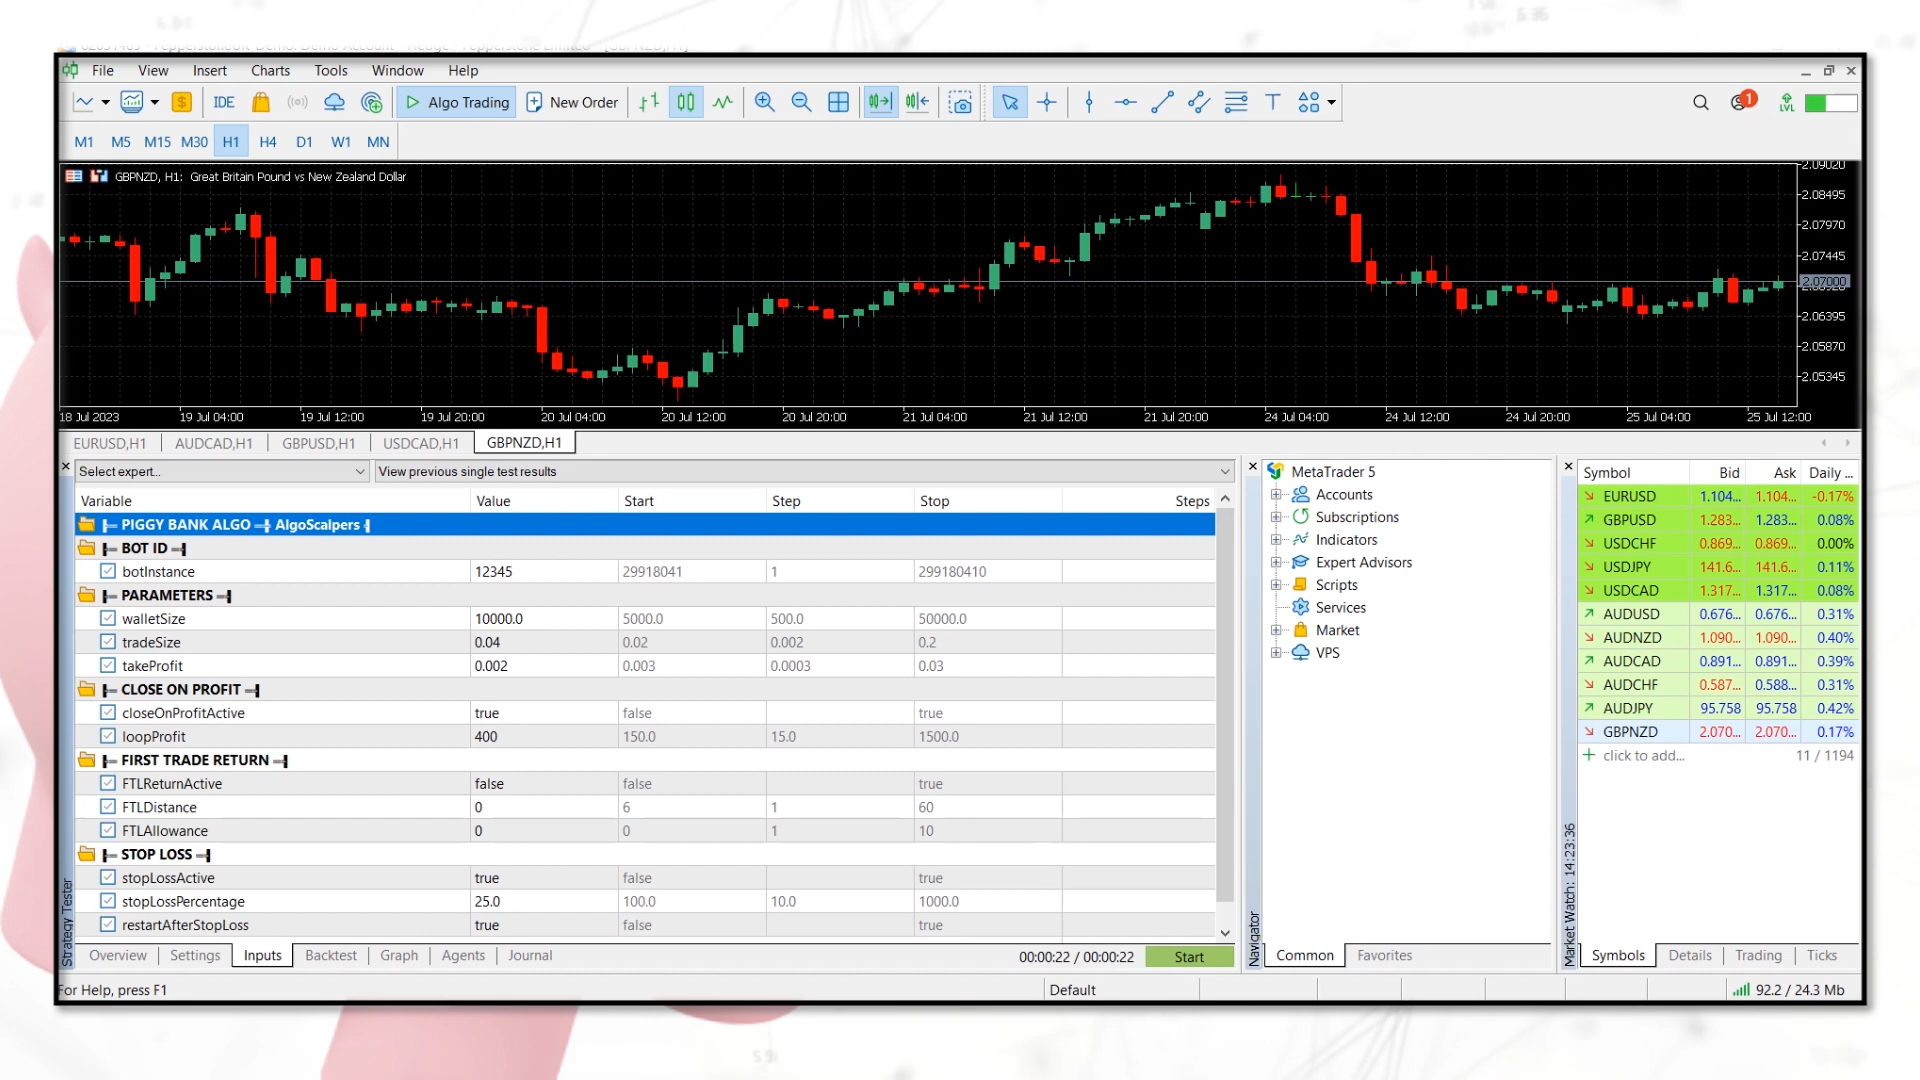 File View Insert Charts Tools Window Help
IDE Algo Trading New Order 1 LVL
M1 M5 M15 M30 H1 H4 D1 W1 MN
GBPNZD, H1: Great Britain Pound vs New Zealand Dollar
2.09020
2.08495
2.07970
2.07445
2.07000
2.06395
2.05870
2.05345
18 Jul 2023 19 Jul 04:00 19 Jul 12:00 19 Jul 20:00 20 Jul 04:00 20 Jul 12:00 20 Jul 20:00 21 Jul 04:00 21 Jul 12:00 21 Jul 20:00 24 Jul 04:00 24 Jul 12:00 24 Jul 20:00 25 Jul 04:00 25 Jul 12:00
EURUSD,H1 AUDCAD,H1 GBPUSD,H1 USDCAD,H1 GBPNZD,H1
Select expert... View previous single test results
Variable Value Start Step Stop Steps
PIGGY BANK ALGO AlgoScalpers
BOT ID
botInstance 12345 29918041 1 299180410
PARAMETERS
walletSize 10000.0 5000.0 500.0 50000.0
tradeSize 0.04 0.02 0.002 0.2
takeProfit 0.002 0.003 0.0003 0.03
CLOSE ON PROFIT
closeOnProfitActive true false true
loopProfit 400 150.0 15.0 1500.0
FIRST TRADE RETURN
FTLReturnActive false false true
FTLDistance 0 6 1 60
FTLAllowance 0 0 1 10
STOP LOSS
stopLossActive true false true
stopLossPercentage 25.0 100.0 10.0 1000.0
restartAfterStopLoss true false true
Strategy Tester
Overview Settings Inputs Backtest Graph Agents Journal 00:00:22 / 00:00:22 Start
MetaTrader 5
Accounts
Subscriptions
Indicators
Expert Advisors
Scripts
Services
Market
VPS
Navigator
Common Favorites
Symbol Bid Ask Daily ...
EURUSD 1.104... 1.104... -0.17%
GBPUSD 1.283... 1.283... 0.08%
USDCHF 0.869... 0.869... 0.00%
USDJPY 141.6... 141.6... 0.11%
USDCAD 1.317... 1.317... 0.08%
AUDUSD 0.676... 0.676... 0.31%
AUDNZD 1.090... 1.090... 0.40%
AUDCAD 0.891... 0.891... 0.39%
AUDCHF 0.587... 0.588... 0.31%
AUDJPY 95.758 95.758 0.42%
GBPNZD 2.070... 2.070... 0.17%
click to add... 11 / 1194
Market Watch: 14:23:36
Symbols Details Trading Ticks
For Help, press F1 Default 92.2 / 24.3 Mb